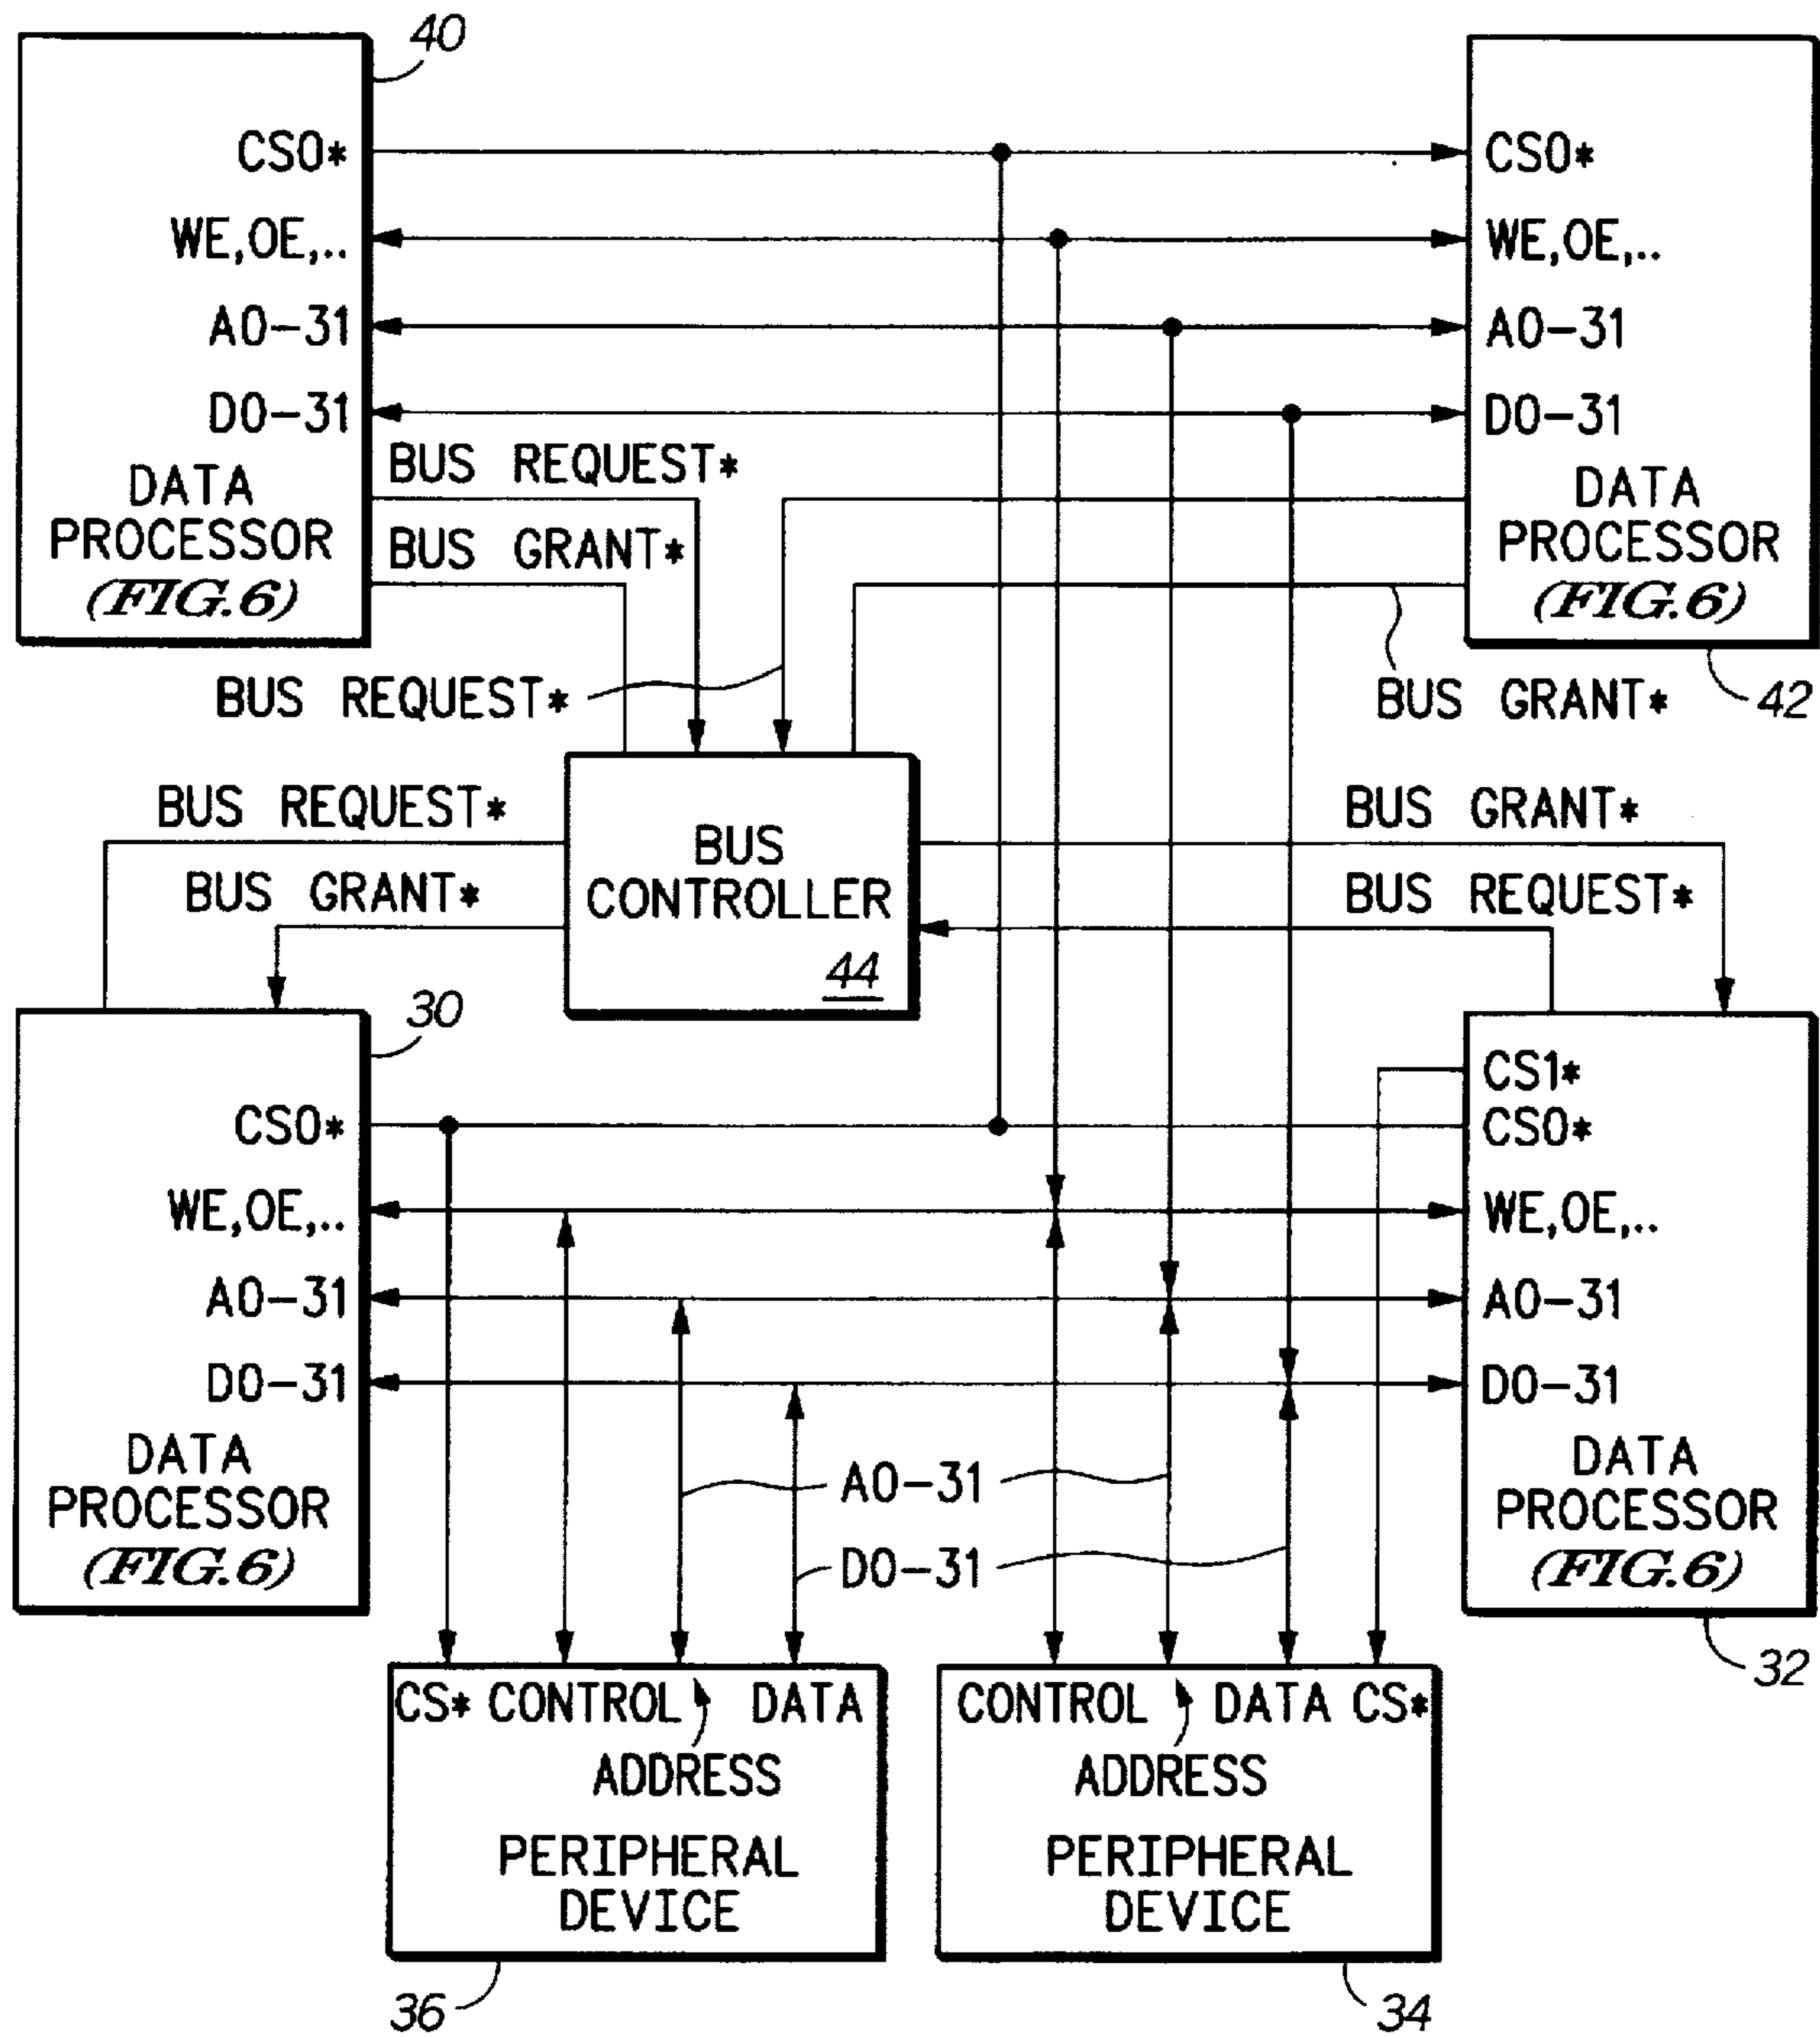 40
CS0*
WE,OE,..
A0-31
D0-31
DATA
PROCESSOR
(FIG.6)
CS0*
WE,OE,..
A0-31
D0-31
DATA
PROCESSOR
(FIG.6)
42
BUS REQUEST*
BUS GRANT*
BUS REQUEST*
BUS GRANT*
BUS REQUEST*
BUS GRANT*
BUS
CONTROLLER
44
BUS GRANT*
BUS REQUEST*
30
CS0*
WE,OE,..
A0-31
D0-31
DATA
PROCESSOR
(FIG.6)
CS1*
CS0*
WE,OE,..
A0-31
D0-31
DATA
PROCESSOR
(FIG.6)
32
A0-31
D0-31
CS* CONTROL DATA
ADDRESS
PERIPHERAL
DEVICE
36
CONTROL DATA CS*
ADDRESS
PERIPHERAL
DEVICE
34